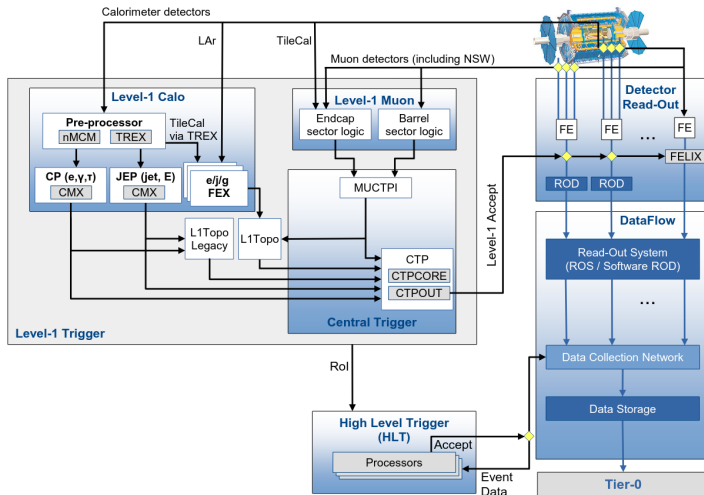 Calorimeter detectors
LAr
TileCal
Muon detectors (including NSW)
Level-1 Calo
Pre-processor
nMCM
TREX
TileCal
via TREX
CP (e,γ,τ)
CMX
JEP (jet, E)
CMX
e/j/g
FEX
Level-1 Muon
Endcap
sector logic
Barrel
sector logic
MUCTPI
L1Topo
Legacy
L1Topo
CTP
CTPCORE
CTPOUT
Central Trigger
Level-1 Trigger
Level-1 Accept
Detector
Read-Out
FE
FE
...
FE
FELIX
ROD
ROD
DataFlow
Read-Out System
(ROS / Software ROD)
...
Data Collection Network
Data Storage
Tier-0
RoI
High Level Trigger
(HLT)
Accept
Processors
Event
Data